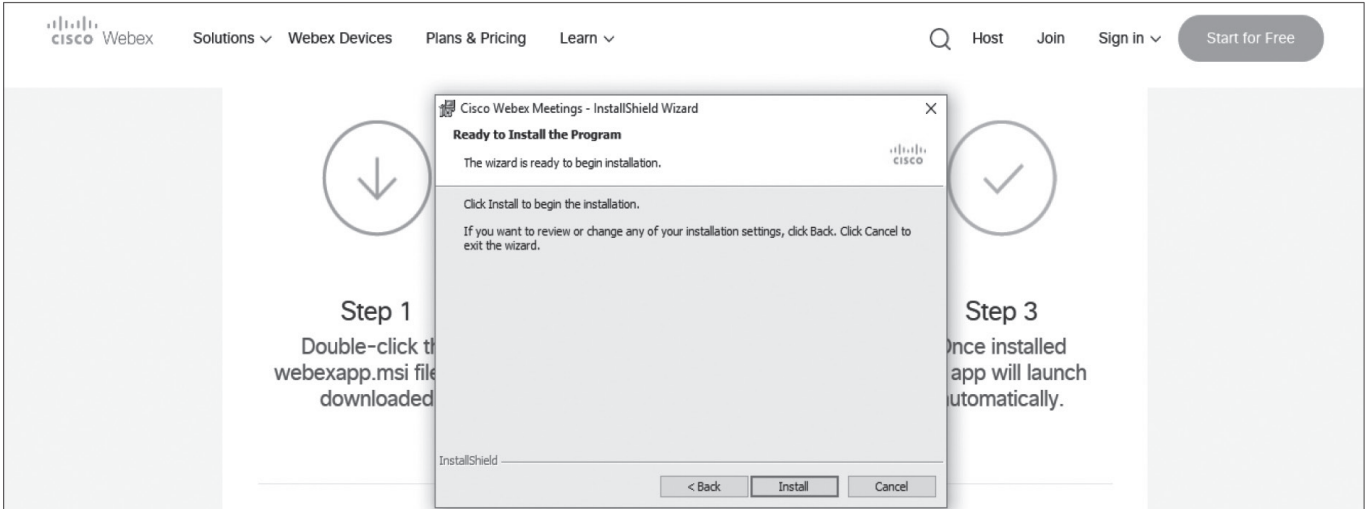 cisco Webex Solutions Webex Devices Plans & Pricing Learn Host Join Sign in Start for Free
Cisco Webex Meetings - InstallShield Wizard
Ready to Install the Program
The wizard is ready to begin installation.
cisco
Click Install to begin the installation.
If you want to review or change any of your installation settings, click Back. Click Cancel to
exit the wizard.
InstallShield
< Back Install Cancel
Step 1
Double-click
webexapp.msi file
downloaded
Step 3
installed
app will launch